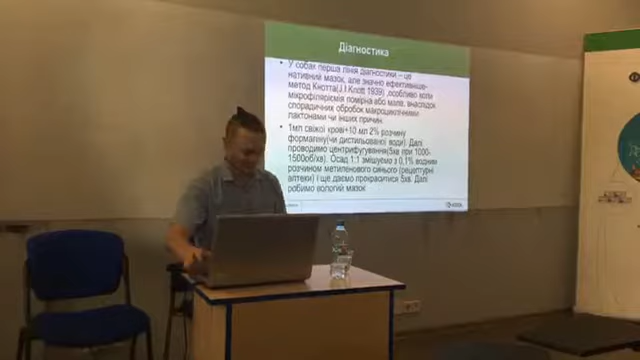 Діагностика
• У собак перша лінія діагностики – це
нативний мазок, але значно ефективніше-
метод Кнотта(J.I.Knott 1939) ,особливо коли
мікрофіляріємія помірна або мала, внаслідок
спорадичних обробок макроциклічними
лактонами чи інших причин
• 1мл свіжої крові+10 мл 2% розчину
формаліну(чи дистильованої води). Далі
проводимо центрифугування(5хв при 1000-
1500об/хв). Осад 1:1 змішуємо з 0,1% водним
розчином метиленового синього (рецептурні
аптеки) і ще даємо прокраситися 5хв. Далі
робимо вологий мазок